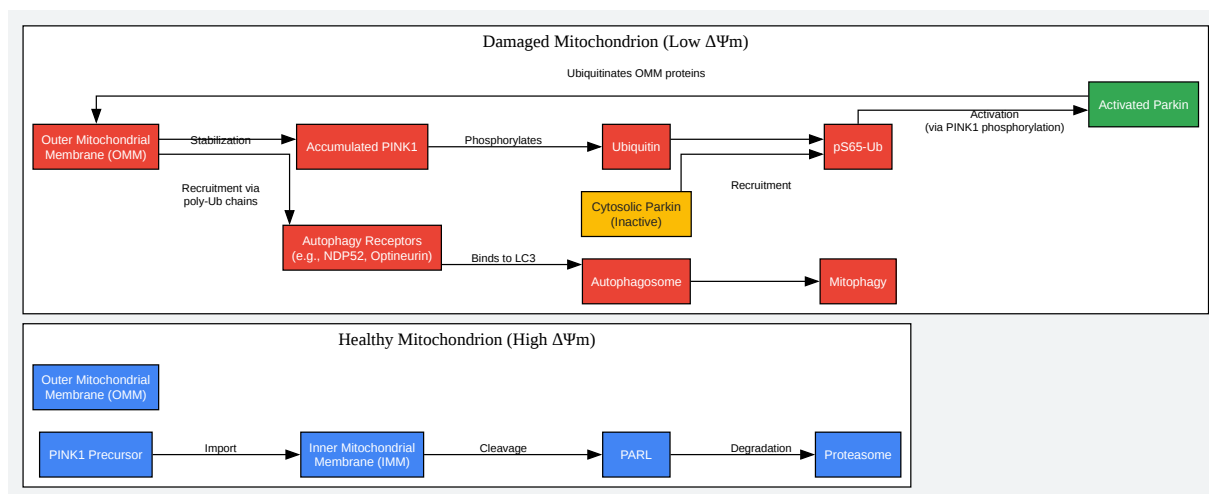 Damaged Mitochondrion (Low ΔΨm)
Ubiquitinates OMM proteins
Activated Parkin
Outer Mitochondrial
Membrane (OMM)
Stabilization
Accumulated PINK1
Phosphorylates
Ubiquitin
pS65-Ub
Activation
(via PINK1 phosphorylation)
Recruitment via
poly-Ub chains
Cytosolic Parkin
(Inactive)
Recruitment
Autophagy Receptors
(e.g., NDP52, Optineurin)
Binds to LC3
Autophagosome
Mitophagy
Healthy Mitochondrion (High ΔΨm)
Outer Mitochondrial
Membrane (OMM)
PINK1 Precursor
Import
Inner Mitochondrial
Membrane (IMM)
Cleavage
PARL
Degradation
Proteasome